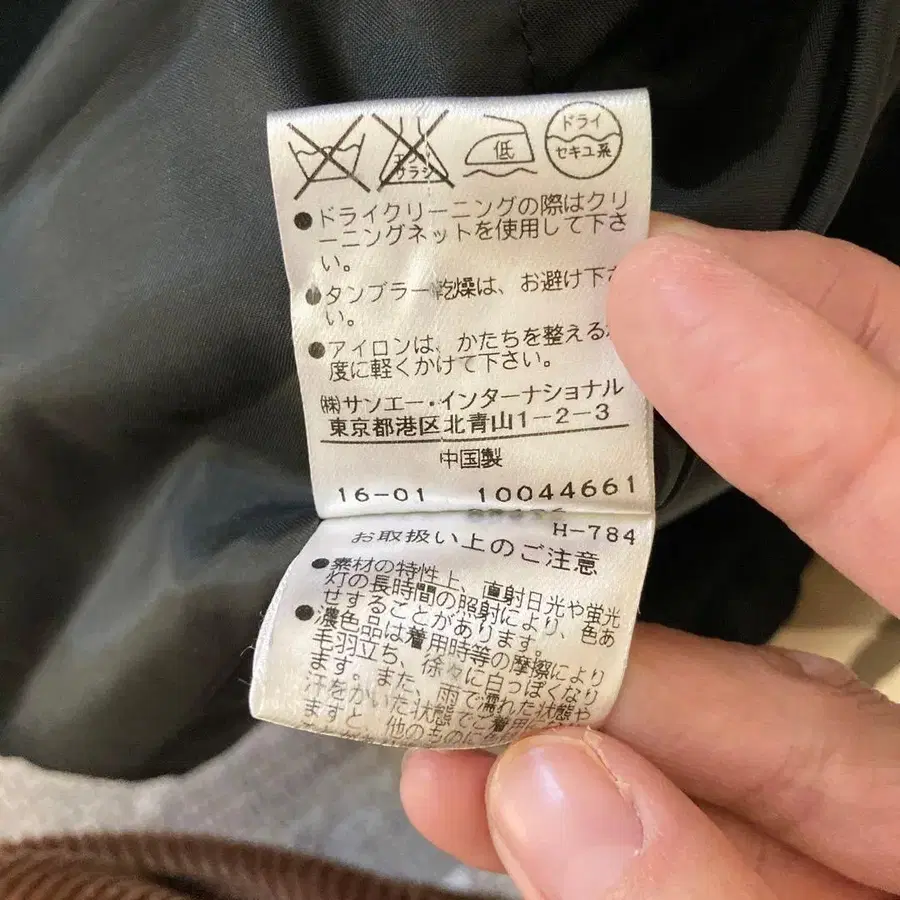 エンソ
サラシ
低
ドライ
セキユ系
●ドライクリーニングの際はクリ
ーニングネットを使用して下さ
い。
●タンブラー乾燥は、お避け下さ
い。
●アイロンは、かたちを整える
度に軽くかけて下さい。
㈱サンエー・インターナショナル
東京都港区北青山1-2-3
中国製
16-01 10044661
H-784
お取扱い上のご注意
●素材の特性上、直射日光や蛍光
灯の長時間の照射により、色あ
せすることがあります。
●濃色品は着用時等の摩擦により
毛羽立ち、徐々に白っぽくなり
ます。また、雨で濡れた状態や
汗をかいた状態でご着用
ますと、他のものに